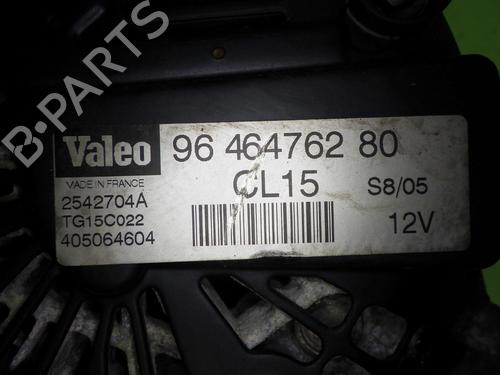 B-PARTS
Valeo
MADE IN FRANCE
2542704A
TG15C022
405064604
96 464762 80
CL15 S8/05
12V